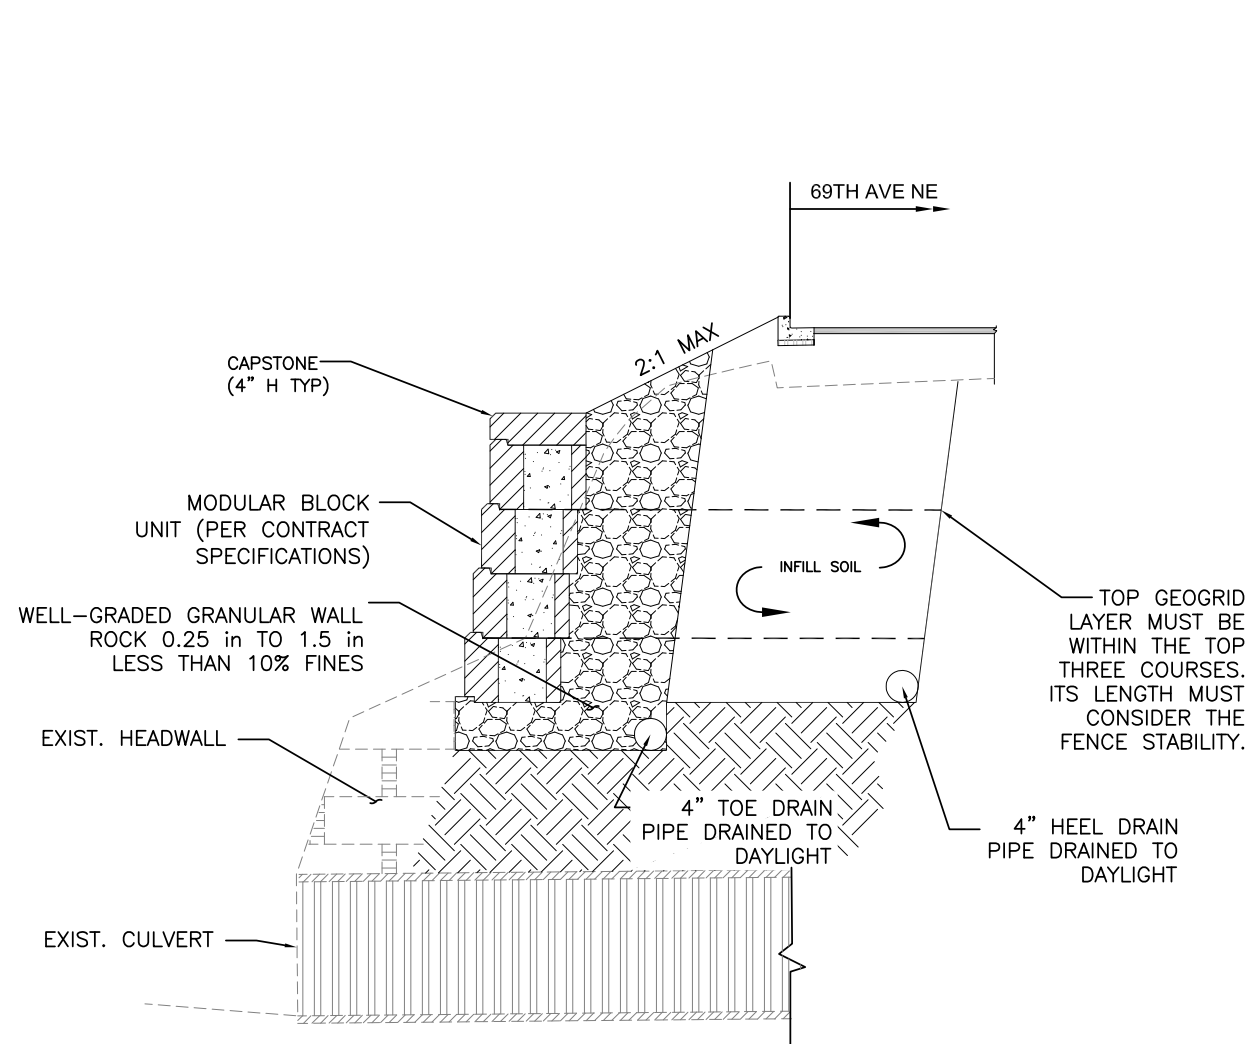 69TH AVE NE
2:1 MAX
CAPSTONE
(4" H TYP)
MODULAR BLOCK
UNIT (PER CONTRACT
SPECIFICATIONS)
INFILL SOIL
WELL-GRADED GRANULAR WALL
ROCK 0.25 in TO 1.5 in
LESS THAN 10% FINES
TOP GEOGRID
LAYER MUST BE
WITHIN THE TOP
THREE COURSES.
ITS LENGTH MUST
CONSIDER THE
FENCE STABILITY.
EXIST. HEADWALL
4" TOE DRAIN
PIPE DRAINED TO
DAYLIGHT
4" HEEL DRAIN
PIPE DRAINED TO
DAYLIGHT
EXIST. CULVERT